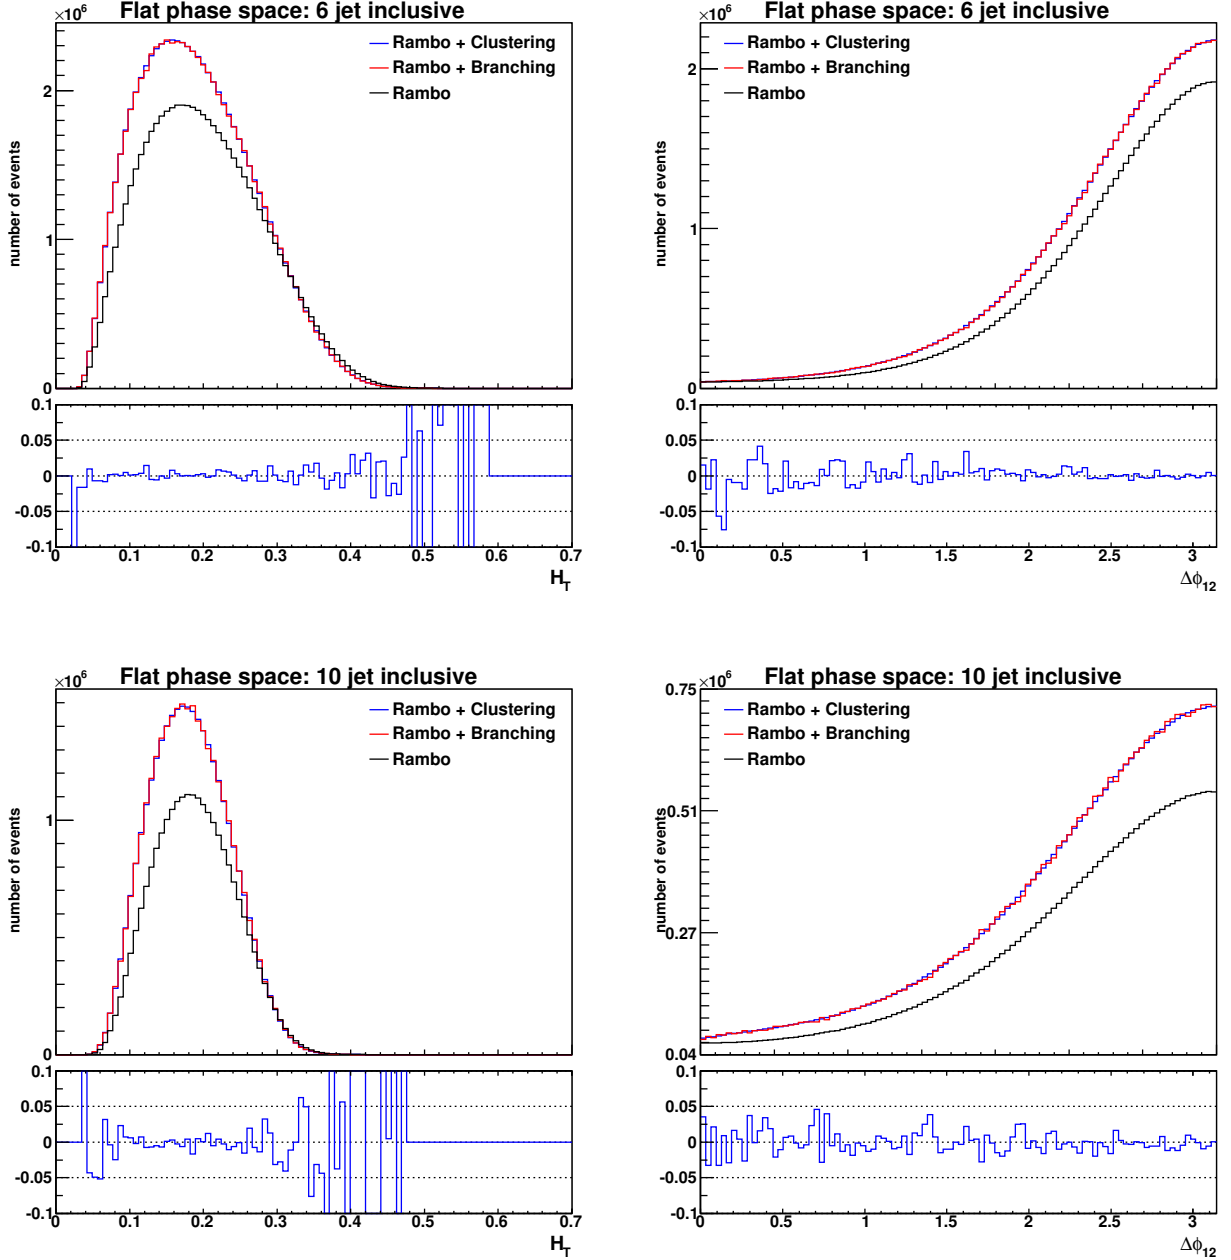 Flat phase space: 6 jet inclusive
×10⁶
number of events
2
1
0
Rambo + Clustering
Rambo + Branching
Rambo
0.1
0.05
0
-0.05
-0.1
0 0.1 0.2 0.3 0.4 0.5 0.6 0.7
H_T
Flat phase space: 6 jet inclusive
×10⁶
number of events
2
1
0
Rambo + Clustering
Rambo + Branching
Rambo
0.1
0.05
0
-0.05
-0.1
0 0.5 1 1.5 2 2.5 3
Δϕ₁₂
Flat phase space: 10 jet inclusive
×10⁶
number of events
1
0
Rambo + Clustering
Rambo + Branching
Rambo
0.1
0.05
0
-0.05
-0.1
0 0.1 0.2 0.3 0.4 0.5 0.6 0.7
H_T
Flat phase space: 10 jet inclusive
×10⁶
number of events
0.75
0.51
0.27
0.04
Rambo + Clustering
Rambo + Branching
Rambo
0.1
0.05
0
-0.05
-0.1
0 0.5 1 1.5 2 2.5 3
Δϕ₁₂